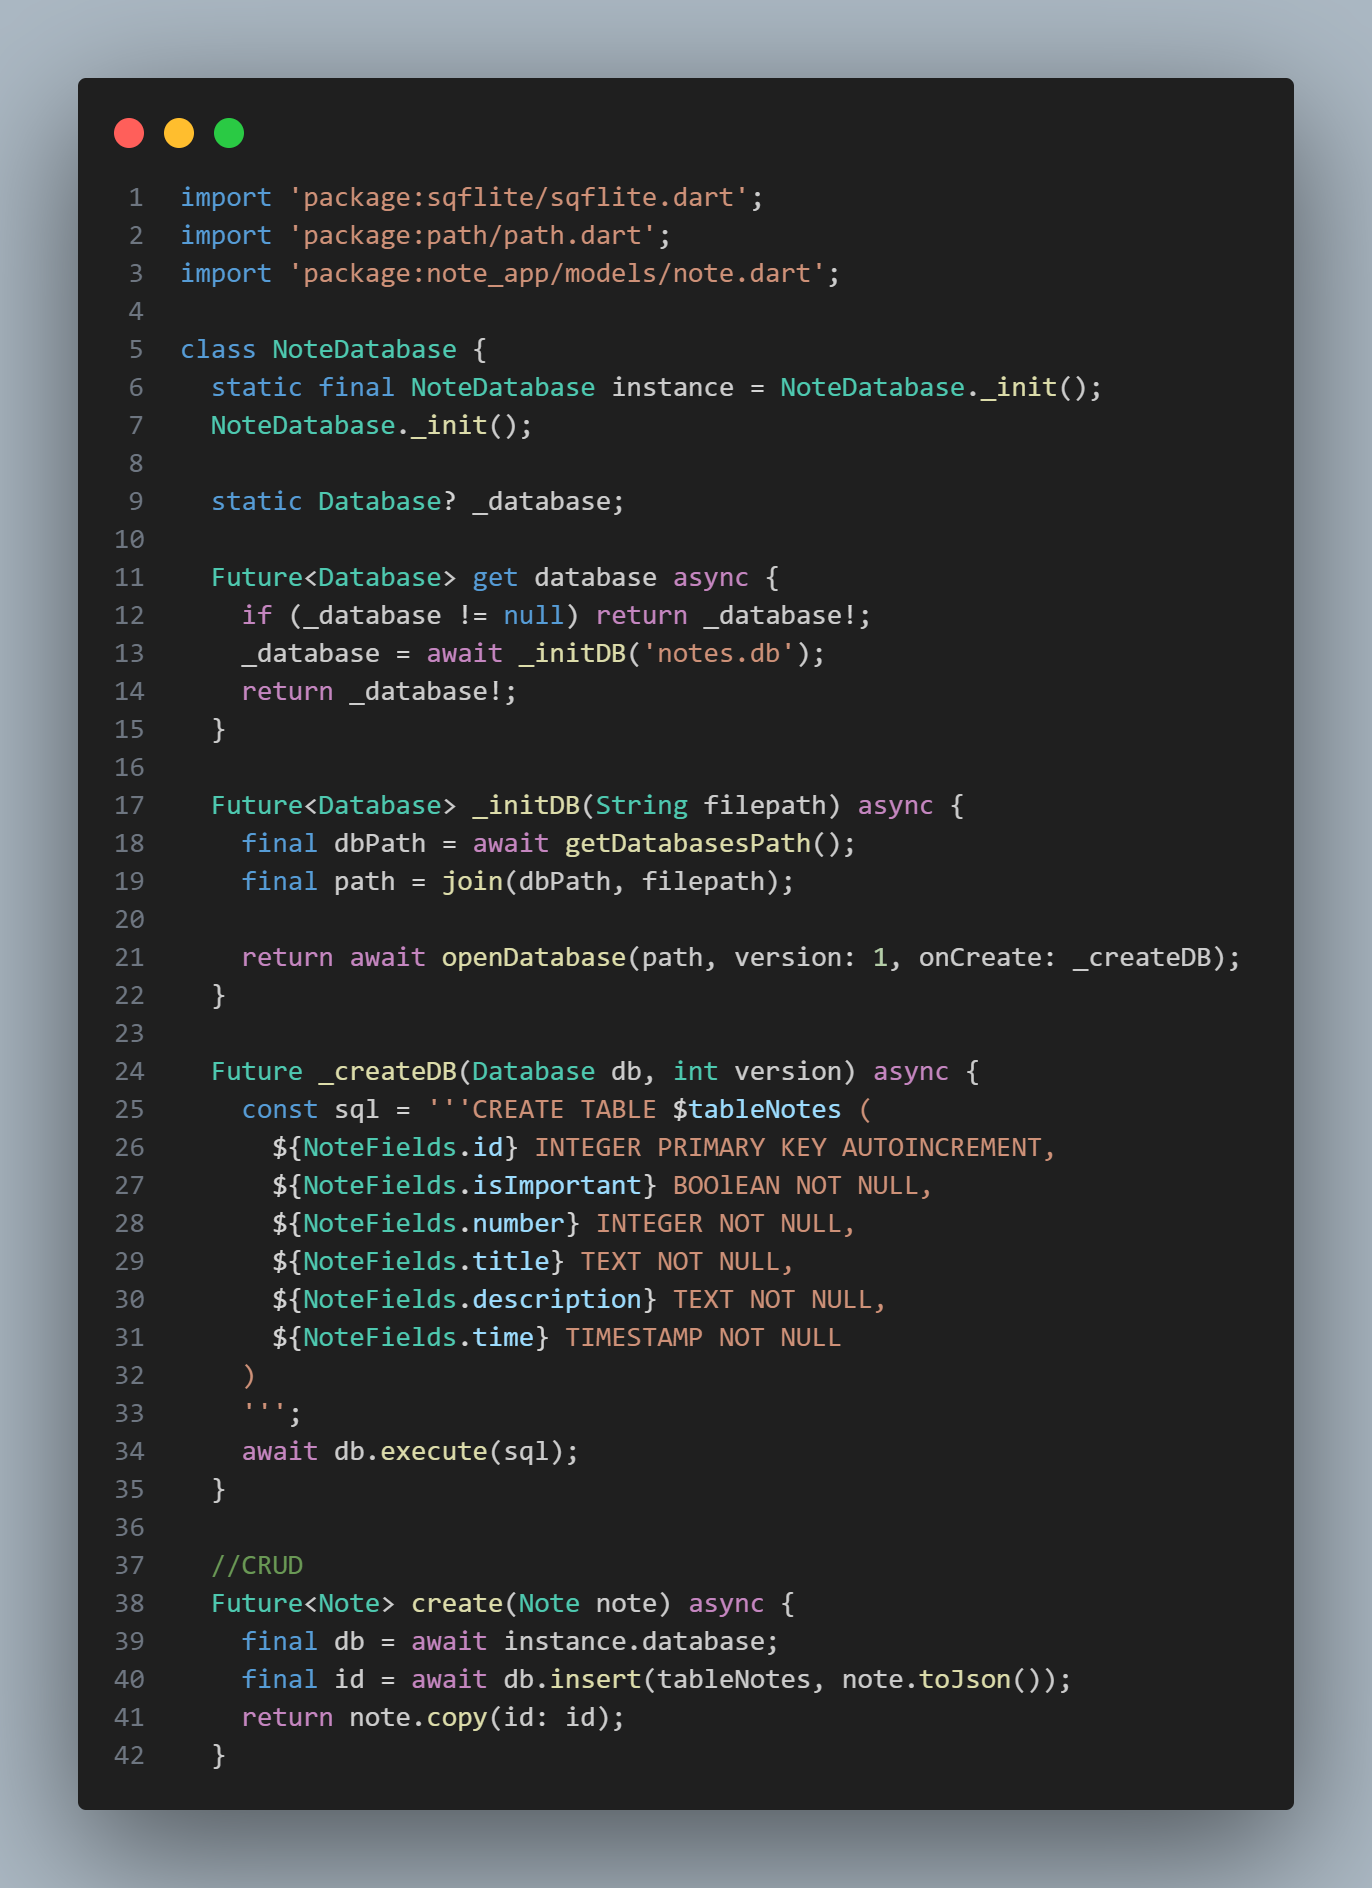 1 import 'package:sqflite/sqflite.dart';
2 import 'package:path/path.dart';
3 import 'package:note_app/models/note.dart';
4
5 class NoteDatabase {
6   static final NoteDatabase instance = NoteDatabase._init();
7   NoteDatabase._init();
8
9   static Database? _database;
10
11   Future<Database> get database async {
12     if (_database != null) return _database!;
13     _database = await _initDB('notes.db');
14     return _database!;
15   }
16
17   Future<Database> _initDB(String filepath) async {
18     final dbPath = await getDatabasesPath();
19     final path = join(dbPath, filepath);
20
21     return await openDatabase(path, version: 1, onCreate: _createDB);
22   }
23
24   Future _createDB(Database db, int version) async {
25     const sql = '''CREATE TABLE $tableNotes (
26       ${NoteFields.id} INTEGER PRIMARY KEY AUTOINCREMENT,
27       ${NoteFields.isImportant} BOOlEAN NOT NULL,
28       ${NoteFields.number} INTEGER NOT NULL,
29       ${NoteFields.title} TEXT NOT NULL,
30       ${NoteFields.description} TEXT NOT NULL,
31       ${NoteFields.time} TIMESTAMP NOT NULL
32     )
33     ''';
34     await db.execute(sql);
35   }
36
37   //CRUD
38   Future<Note> create(Note note) async {
39     final db = await instance.database;
40     final id = await db.insert(tableNotes, note.toJson());
41     return note.copy(id: id);
42   }